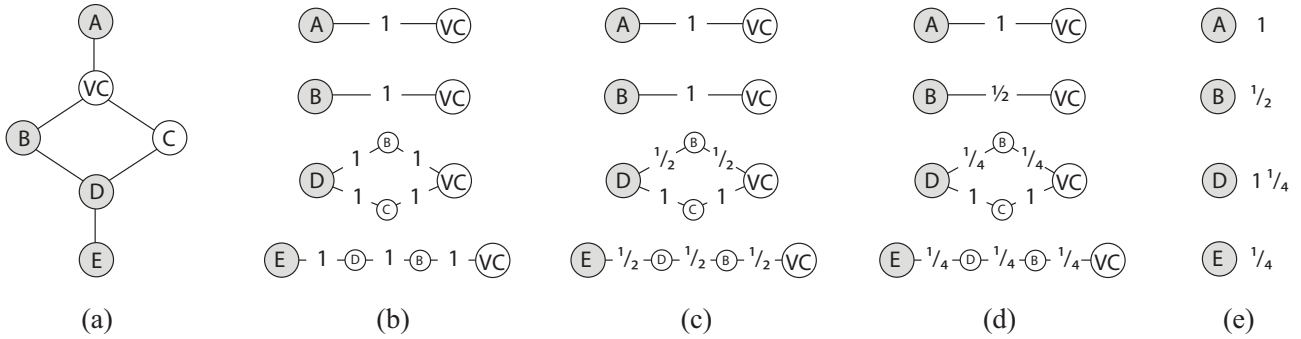 A
VC
B C
D
E
(a)
A 1 VC
B 1 VC
B
1 1
D VC
1 1
C
E 1 D 1 B 1 VC
(b)
A 1 VC
B 1 VC
B
1/2 1/2
D VC
1 1
C
E 1/2 D 1/2 B 1/2 VC
(c)
A 1 VC
B ½ VC
B
1/4 1/4
D VC
1 1
C
E 1/4 D 1/4 B 1/4 VC
(d)
A 1
B 1/2
D 1 1/4
E 1/4
(e)